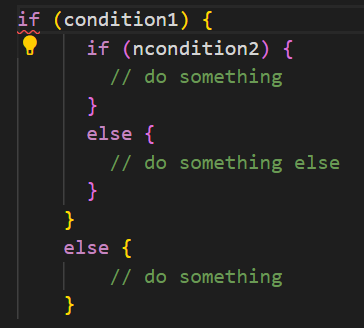 if (condition1) {
if (ncondition2) {
// do something
}
else {
// do something else
}
}
else {
// do something
}